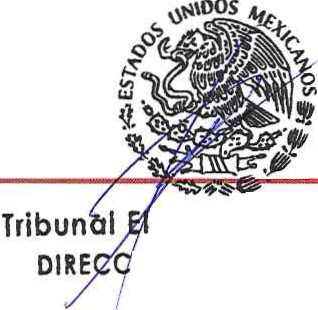 ESTADOS UNIDOS MEXICANOS
Tribunal El
DIRECC